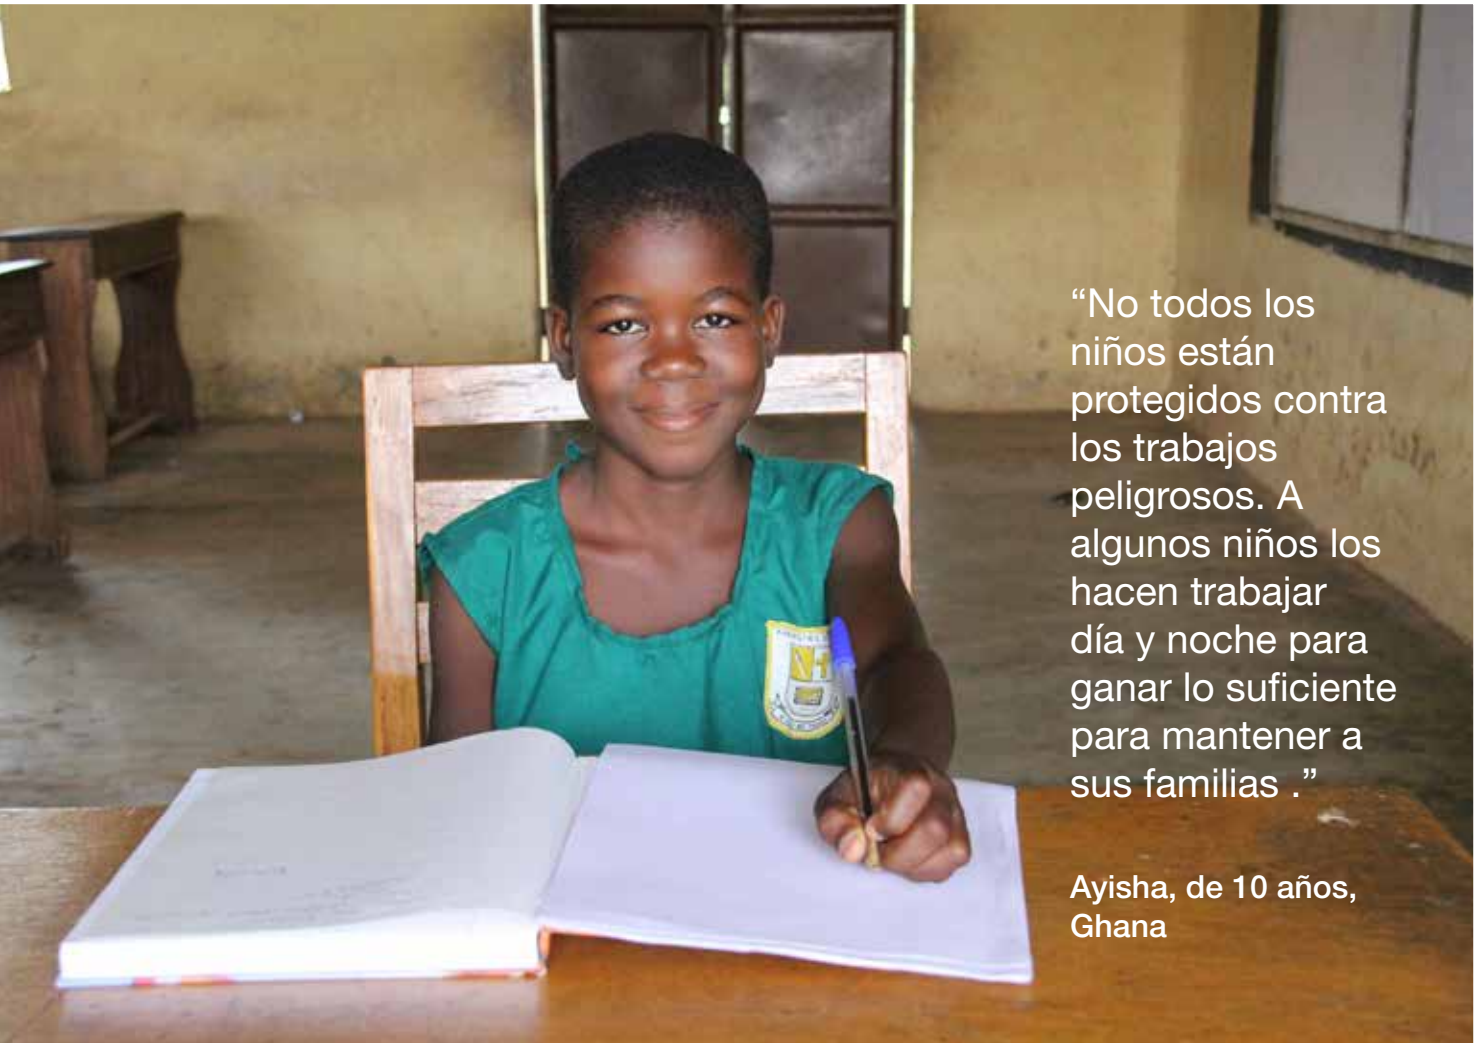 “No todos los
niños están
protegidos contra
los trabajos
peligrosos. A
algunos niños los
hacen trabajar
día y noche para
ganar lo suficiente
para mantener a
sus familias .”
Ayisha, de 10 años,
Ghana